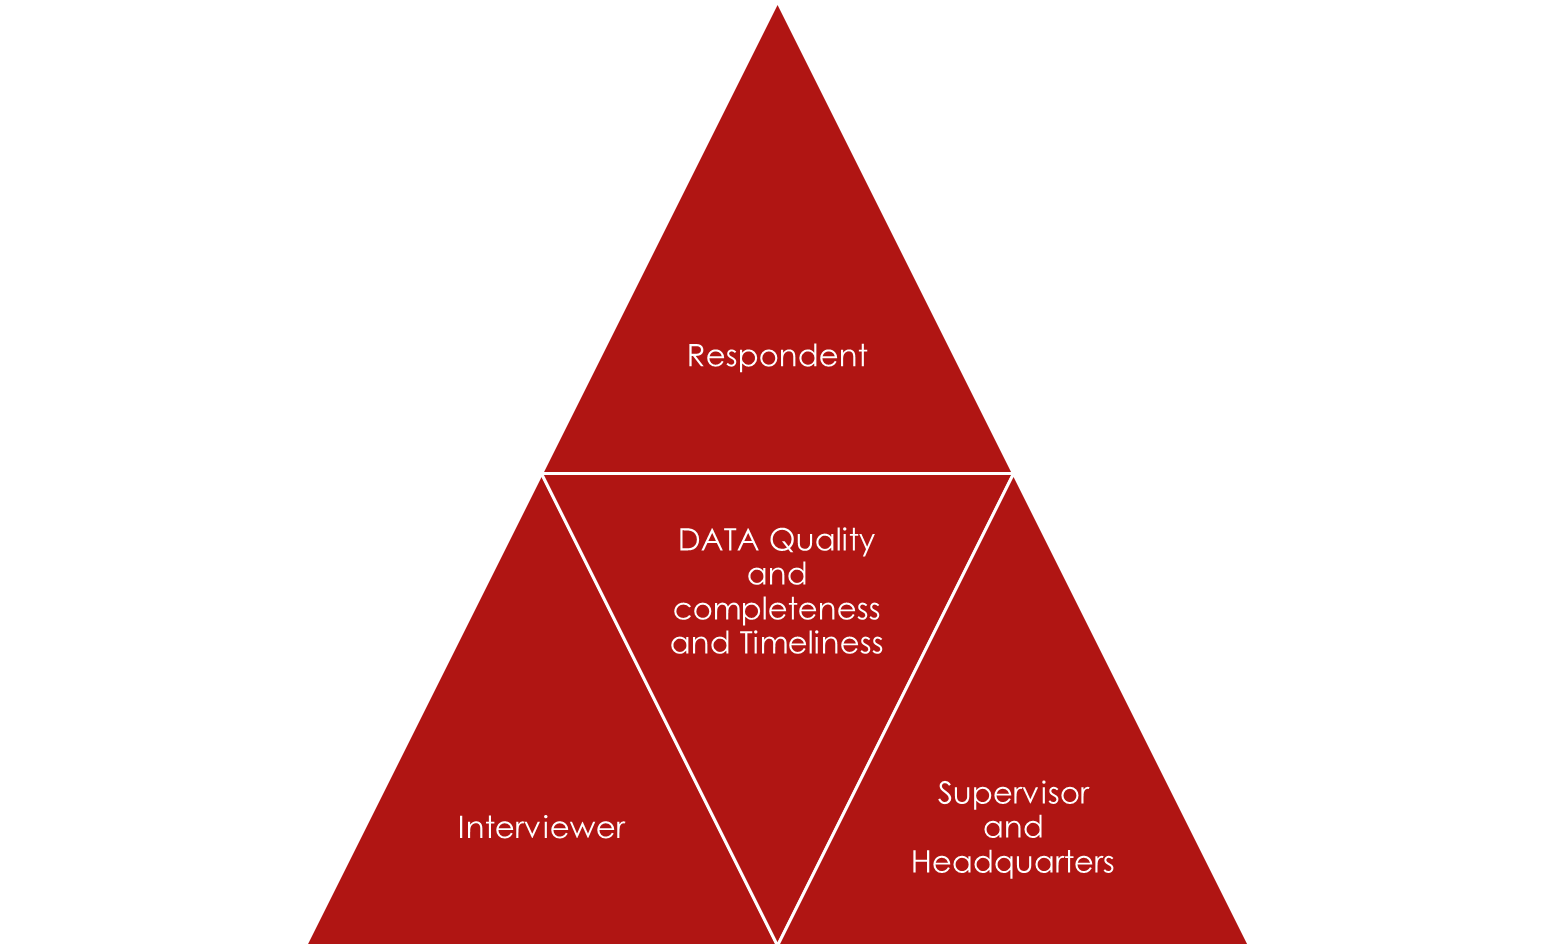 Respondent
DATA Quality
and
completeness
and Timeliness
Interviewer
Supervisor
and
Headquarters